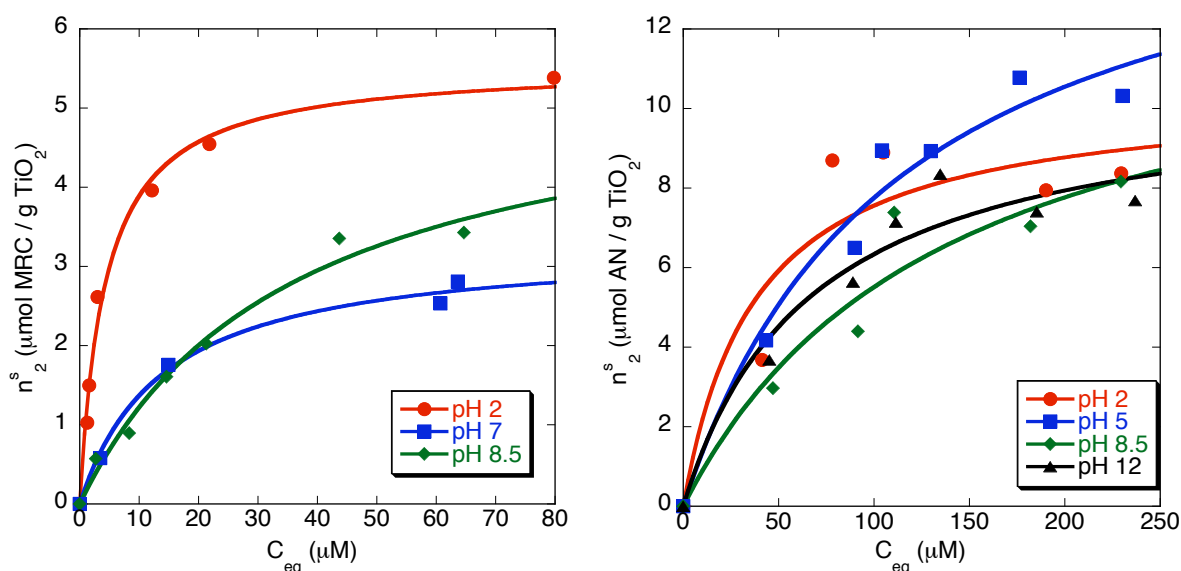 6
5
4
3
2
1
0
n^s_2 (μmol MRC / g TiO_2)
0 10 20 30 40 50 60 70 80
C_eq (μM)
pH 2
pH 7
pH 8.5
12
10
8
6
4
2
0
n^s_2 (μmol AN / g TiO_2)
0 50 100 150 200 250
C_eq (μM)
pH 2
pH 5
pH 8.5
pH 12